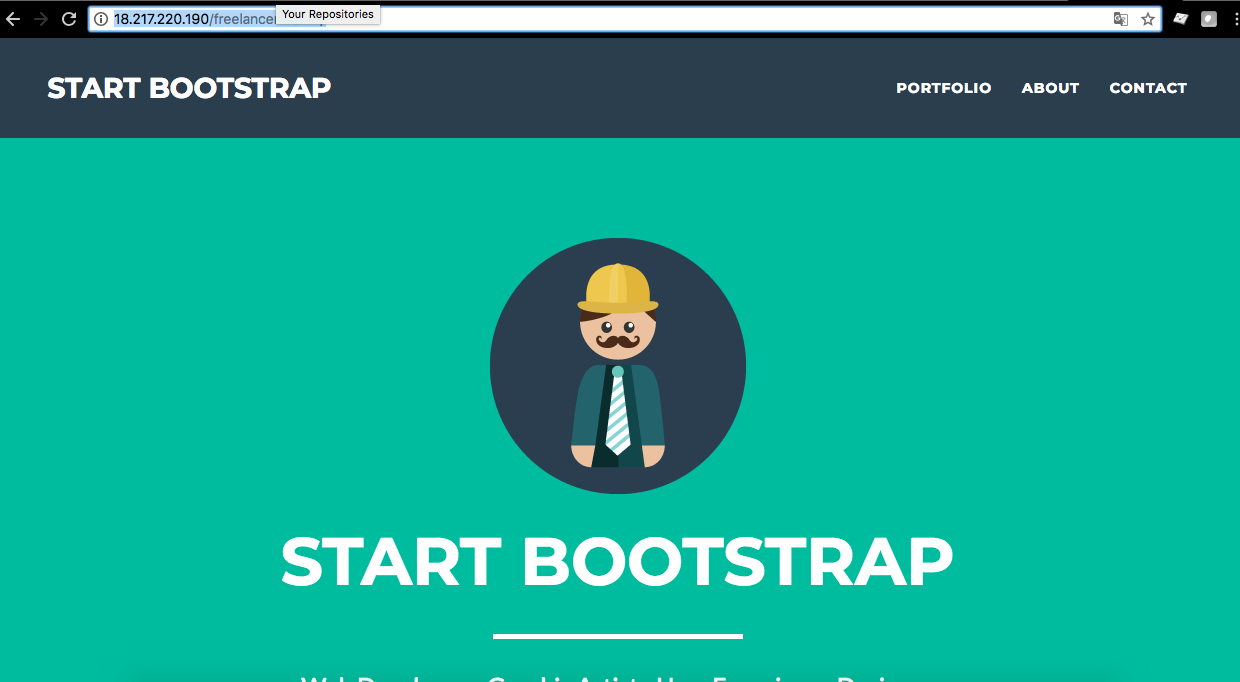 18.217.220.190/freelancer
Your Repositories
START BOOTSTRAP
PORTFOLIO ABOUT CONTACT
START BOOTSTRAP